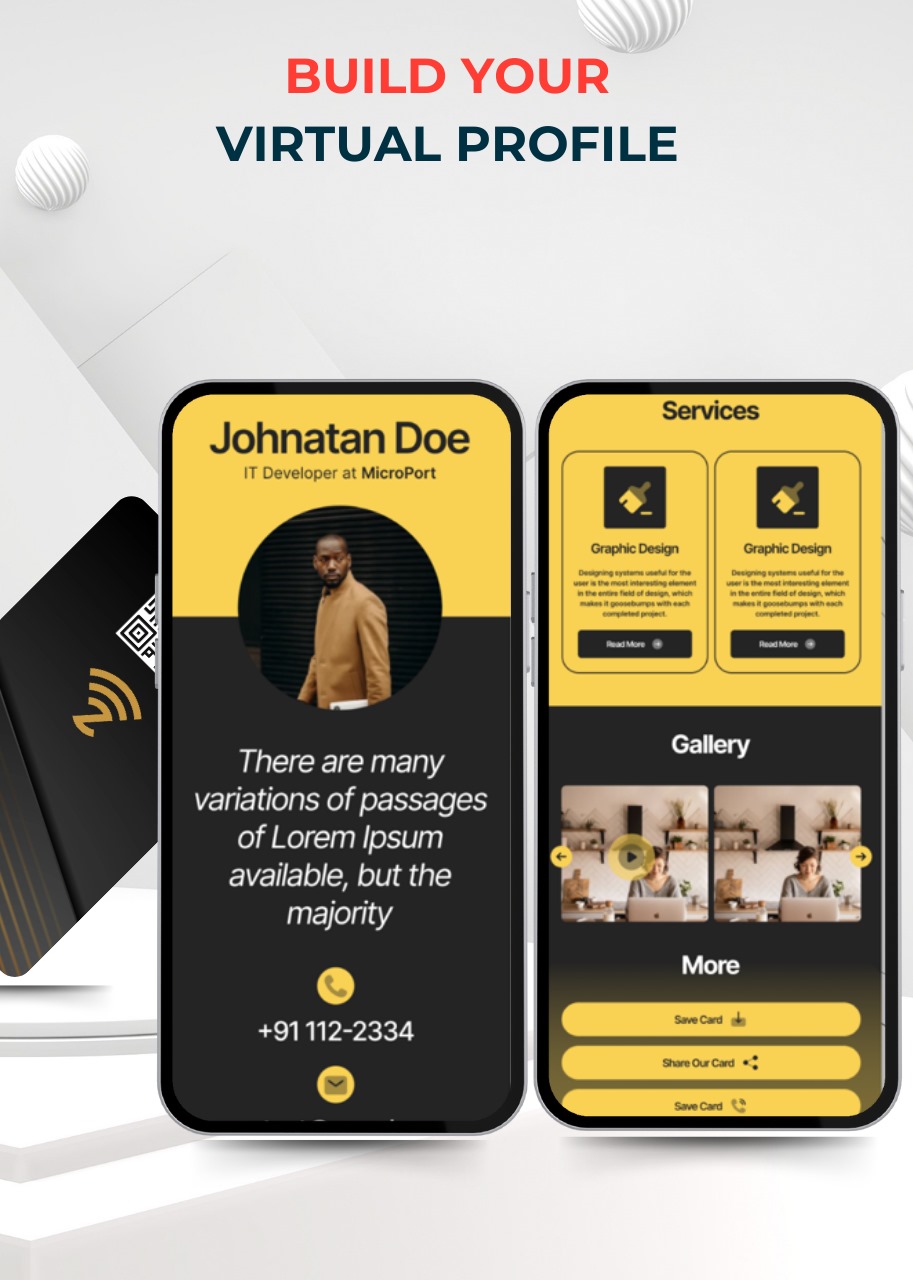 BUILD YOUR
VIRTUAL PROFILE
Johnatan Doe
IT Developer at MicroPort
There are many
variations of passages
of Lorem Ipsum
available, but the
majority
+91 112-2334
Services
Graphic Design
Designing systems useful for the
user is the most interesting element
in the entire field of design, which
makes it goosebumps with each
completed project.
Read More
Graphic Design
Designing systems useful for the
user is the most interesting element
in the entire field of design, which
makes it goosebumps with each
completed project.
Read More
Gallery
More
Save Card
Share Our Card
Save Card